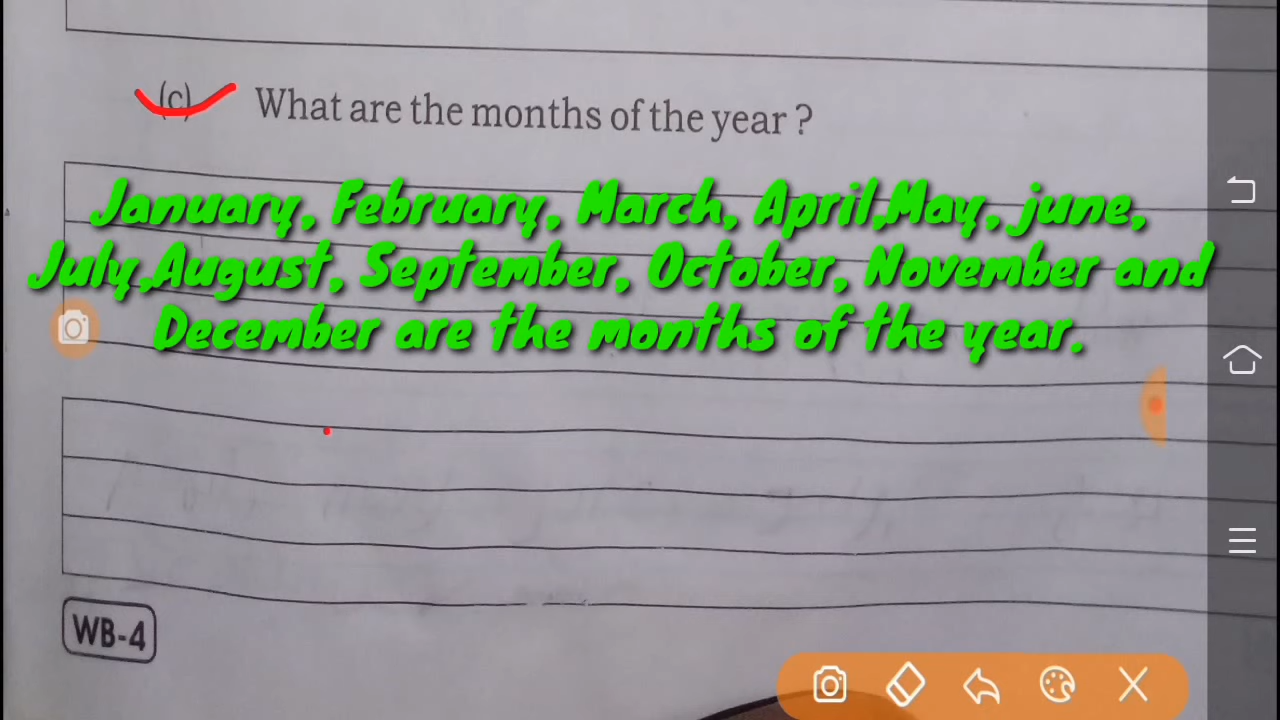 (c) What are the months of the year ?
January, February, March, April,May, june,
July,August, September, October, November and
December are the months of the year.
WB-4